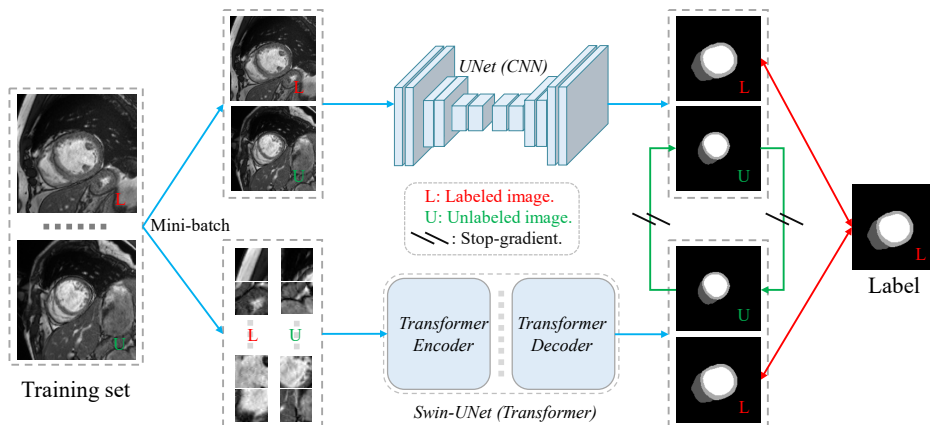 L
U
Training set
Mini-batch
L
U
L
U
UNet (CNN)
L: Labeled image.
U: Unlabeled image.
: Stop-gradient.
Transformer
Encoder
Transformer
Decoder
Swin-UNet (Transformer)
L
U
U
L
L
Label